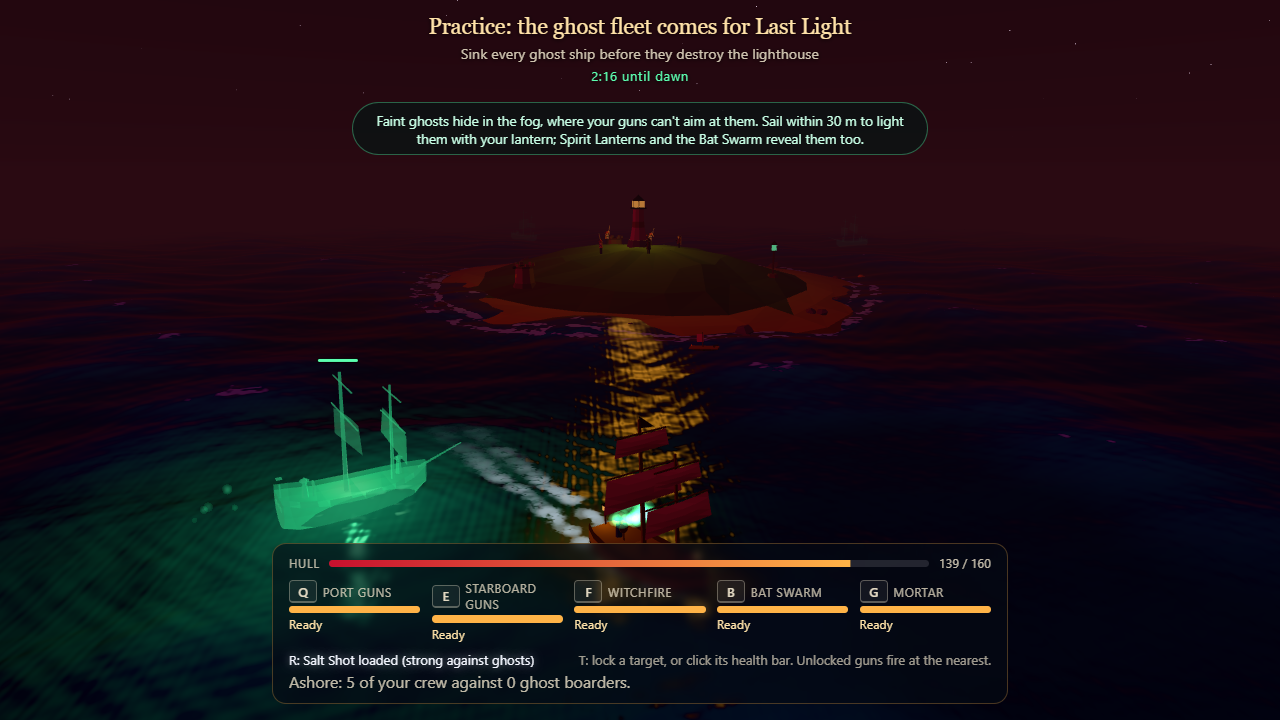 Practice: the ghost fleet comes for Last Light
Sink every ghost ship before they destroy the lighthouse
2:16 until dawn
Faint ghosts hide in the fog, where your guns can't aim at them. Sail within 30 m to light
them with your lantern; Spirit Lanterns and the Bat Swarm reveal them too.
HULL 139 / 160
Q PORT GUNS
Ready
E STARBOARD
GUNS
Ready
F WITCHFIRE
Ready
B BAT SWARM
Ready
G MORTAR
Ready
R: Salt Shot loaded (strong against ghosts)
T: lock a target, or click its health bar. Unlocked guns fire at the nearest.
Ashore: 5 of your crew against 0 ghost boarders.